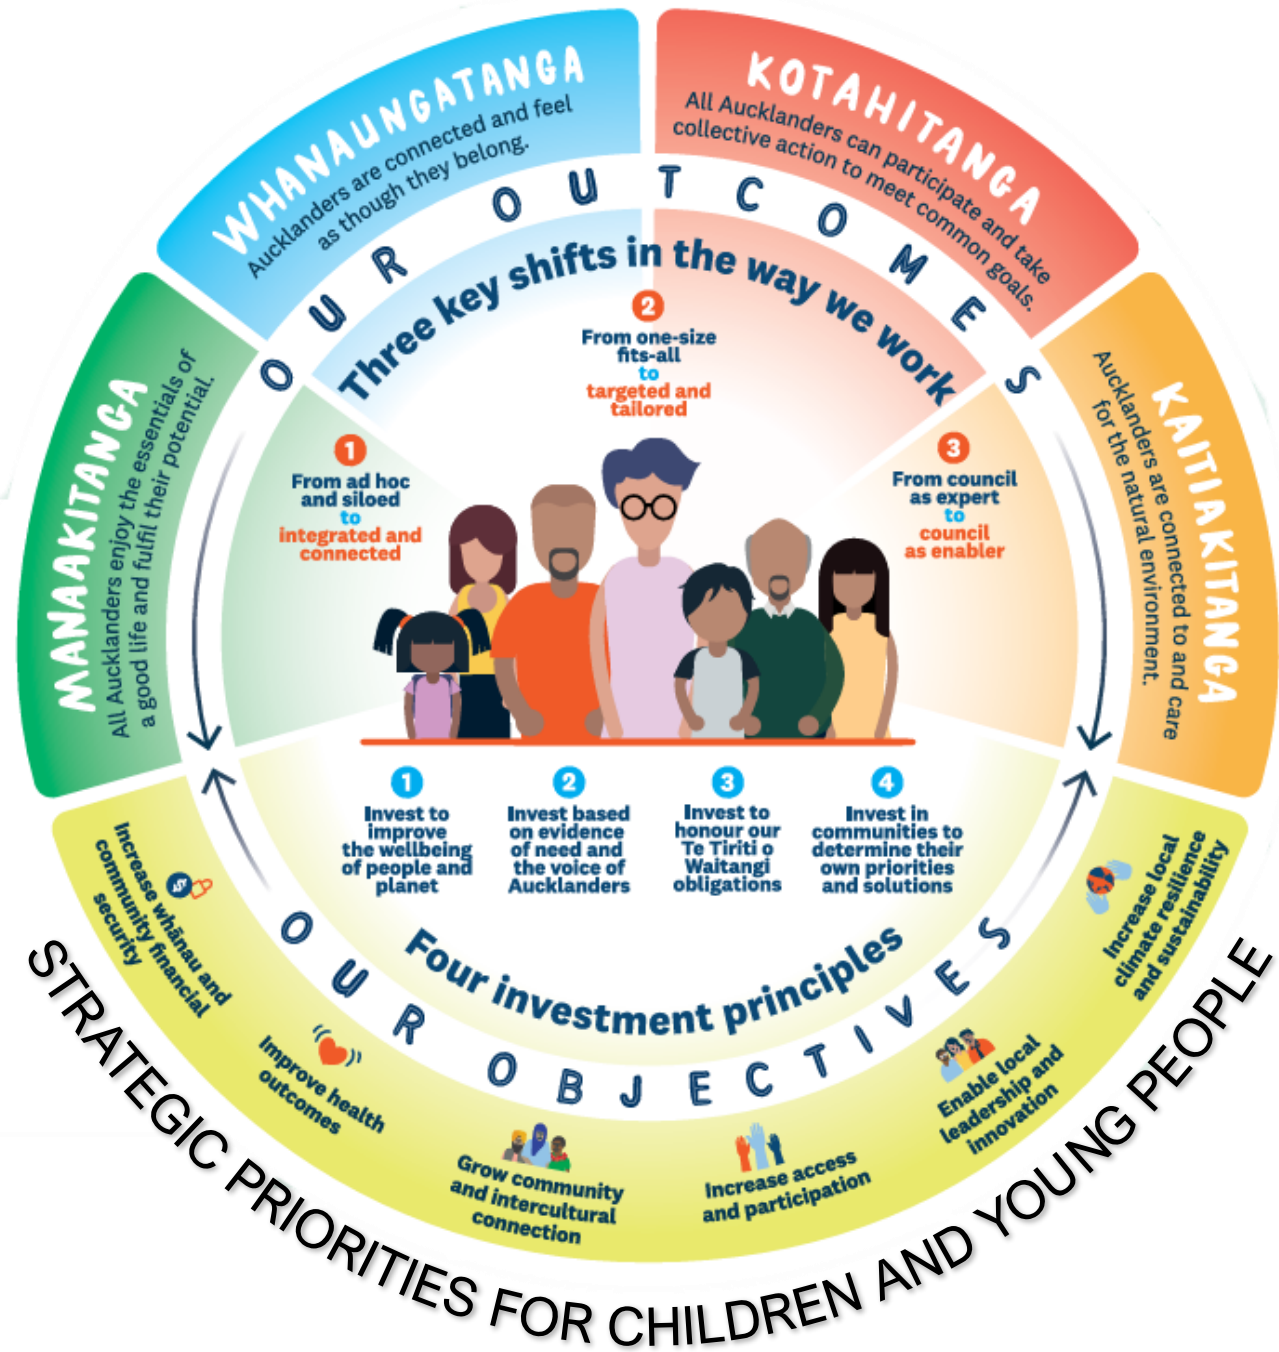 MANAAKITANGA
All Aucklanders enjoy the essentials of
a good life and fulfil their potential.
WHANAUNGATANGA
Aucklanders are connected and feel
as though they belong.
KOTAHITANGA
All Aucklanders can participate and take
collective action to meet common goals.
KAITIAKITANGA
Aucklanders are connected to and care
for the natural environment.
OUR OUTCOMES
Three key shifts in the way we work
1
From ad hoc
and siloed
to
integrated and
connected
2
From one-size
fits-all
to
targeted and
tailored
3
From council
as expert
to
council
as enabler
1
Invest to
improve
the wellbeing
of people and
planet
2
Invest based
on evidence
of need and
the voice of
Aucklanders
3
Invest to
honour our
Te Tiriti o
Waitangi
obligations
4
Invest in
communities to
determine their
own priorities
and solutions
Four investment principles
OUR OBJECTIVES
Increase whānau and
community financial
security
Improve health
outcomes
Grow community
and intercultural
connection
Increase access
and participation
Enable local
leadership and
innovation
Increase local
climate resilience
and sustainability
STRATEGIC PRIORITIES FOR CHILDREN AND YOUNG PEOPLE